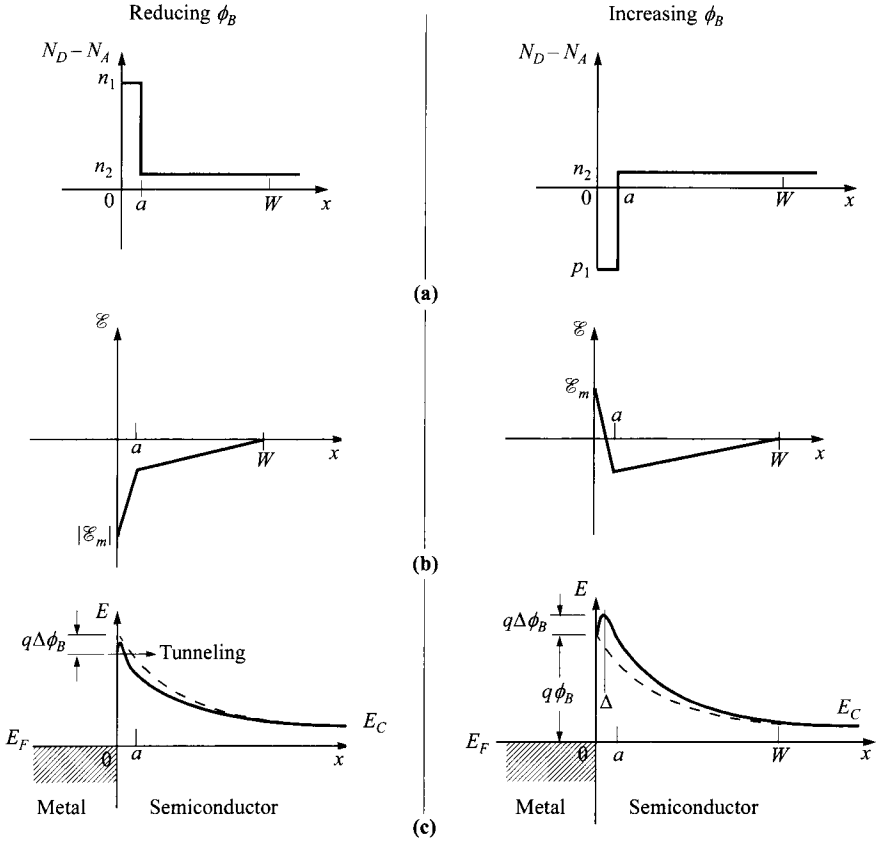 Reducing ϕ_B
Increasing ϕ_B
N_D − N_A
n_1
n_2
0
a
W
x
N_D − N_A
n_2
0
a
W
x
p_1
(a)
ℰ
a
W
x
|ℰ_m|
ℰ
ℰ_m
a
W
x
(b)
E
qΔϕ_B
Tunneling
E_C
E_F
0
a
x
Metal
Semiconductor
E
qΔϕ_B
qϕ_B
Δ
E_C
E_F
0
a
W
x
Metal
Semiconductor
(c)